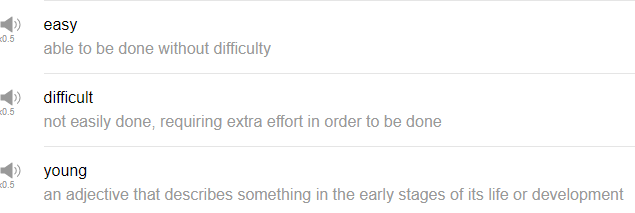 easy
x0.5
able to be done without difficulty
difficult
x0.5
not easily done, requiring extra effort in order to be done
young
x0.5
an adjective that describes something in the early stages of its life or development